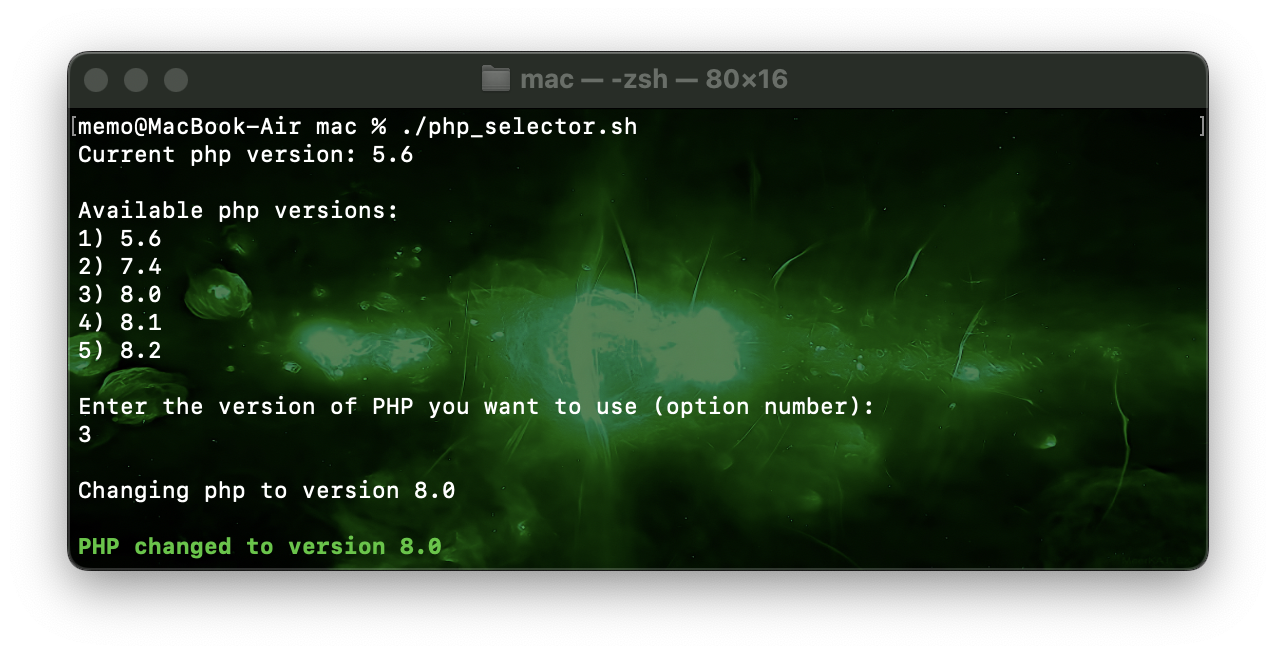 mac — -zsh — 80×16
[memo@MacBook-Air mac % ./php_selector.sh ]
Current php version: 5.6
Available php versions:
1) 5.6
2) 7.4
3) 8.0
4) 8.1
5) 8.2
Enter the version of PHP you want to use (option number):
3
Changing php to version 8.0
PHP changed to version 8.0